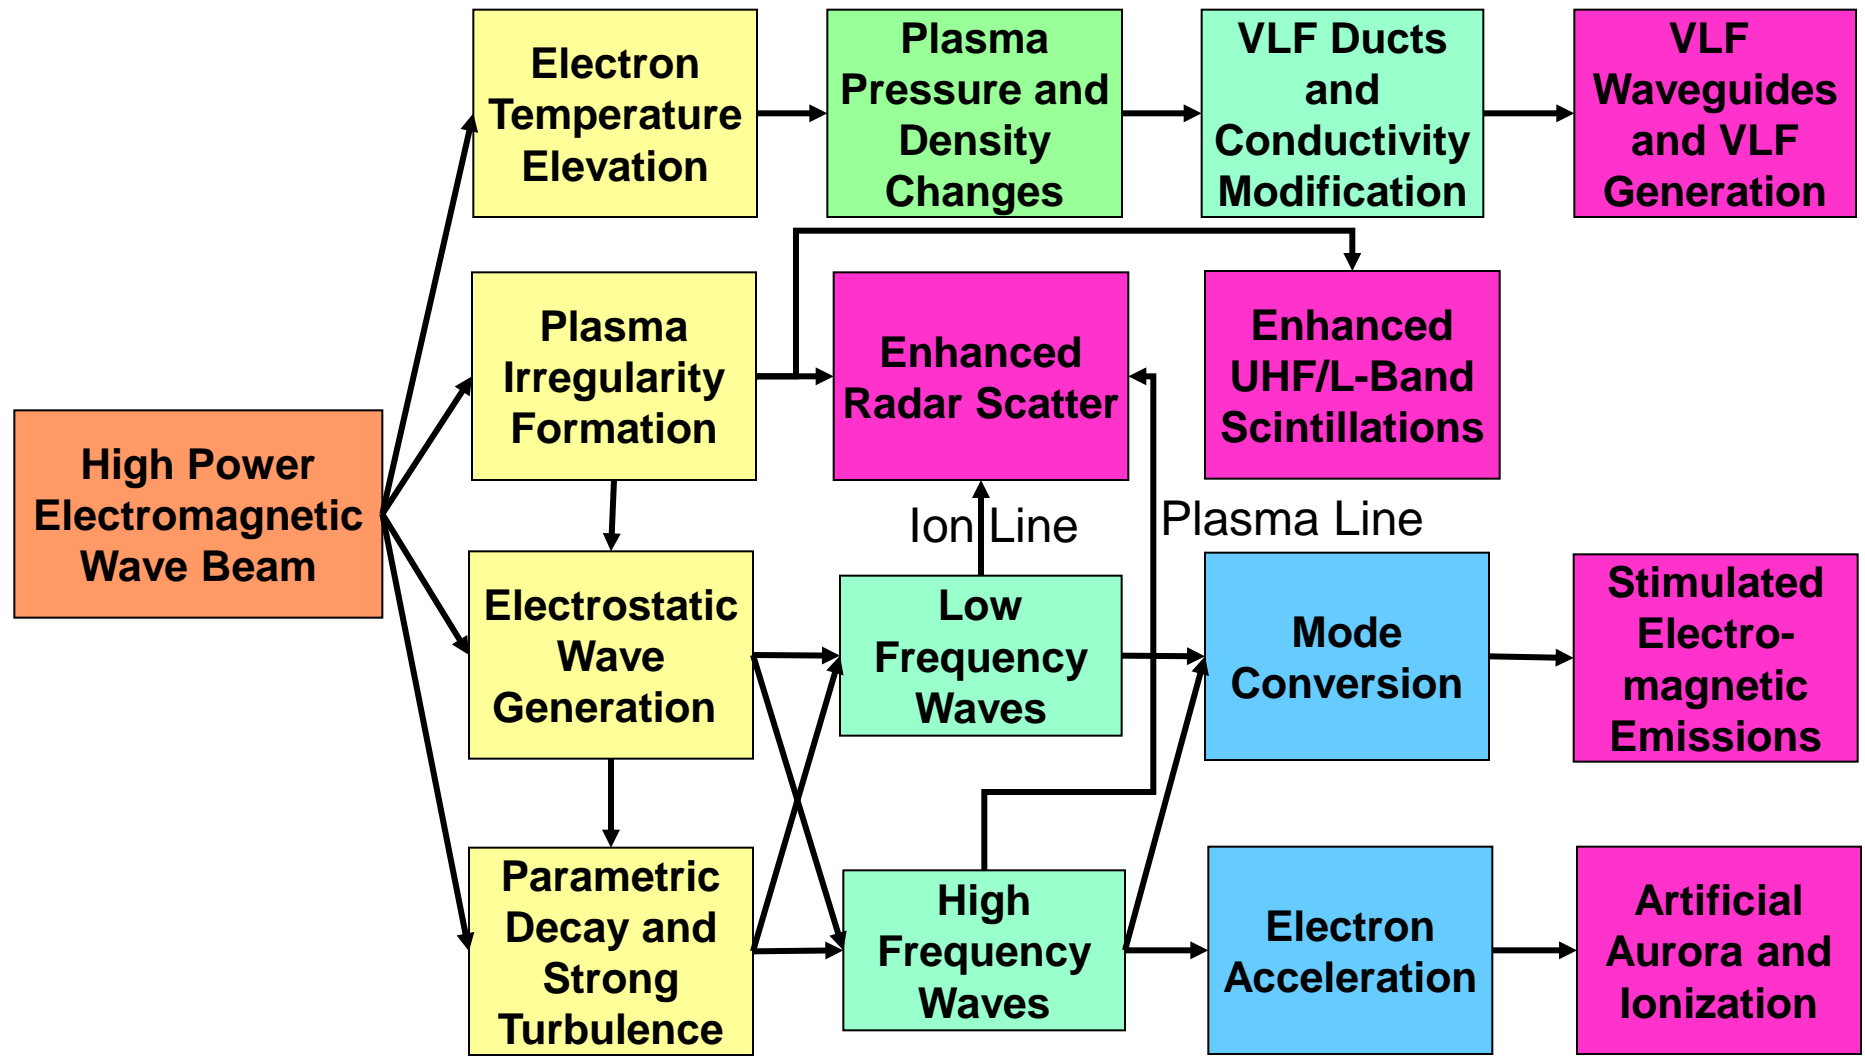 Electron
Temperature
Elevation
Plasma
Pressure and
Density
Changes
VLF Ducts
and
Conductivity
Modification
VLF
Waveguides
and VLF
Generation
High Power
Electromagnetic
Wave Beam
Plasma
Irregularity
Formation
Enhanced
Radar Scatter
Enhanced
UHF/L-Band
Scintillations
Ion Line
Plasma Line
Electrostatic
Wave
Generation
Low
Frequency
Waves
Mode
Conversion
Stimulated
Electro-
magnetic
Emissions
Parametric
Decay and
Strong
Turbulence
High
Frequency
Waves
Electron
Acceleration
Artificial
Aurora and
Ionization